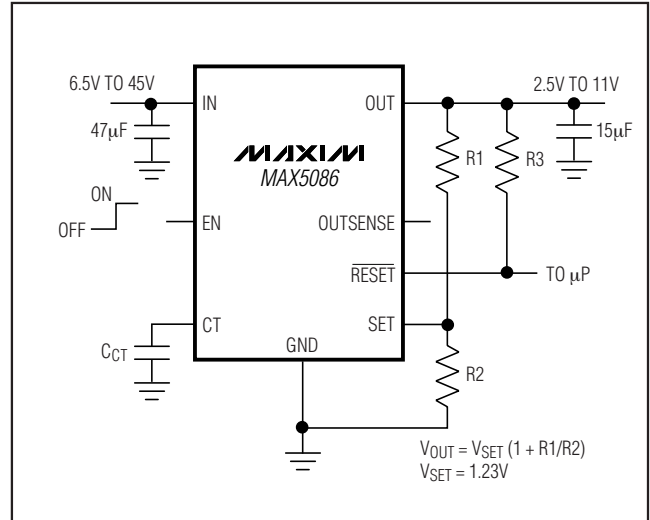 6.5V TO 45V
2.5V TO 11V
IN
OUT
47μF
15μF
R1
R3
MAXIM
MAX5086
ON
OFF
EN
OUTSENSE
RESET
TO μP
CT
SET
GND
CCT
R2
VOUT = VSET (1 + R1/R2)
VSET = 1.23V